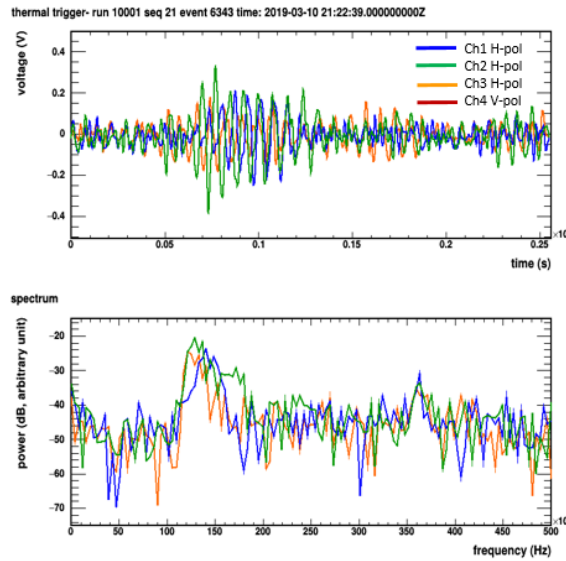 thermal trigger- run 10001 seq 21 event 6343 time: 2019-03-10 21:22:39.000000000Z
voltage (V)
0.4
0.2
0
−0.2
−0.4
Ch1 H-pol
Ch2 H-pol
Ch3 H-pol
Ch4 V-pol
0 0.05 0.1 0.15 0.2 0.25
×10
time (s)
spectrum
power (dB, arbitrary unit)
−20
−30
−40
−50
−60
−70
0 50 100 150 200 250 300 350 400 450 500
×10
frequency (Hz)